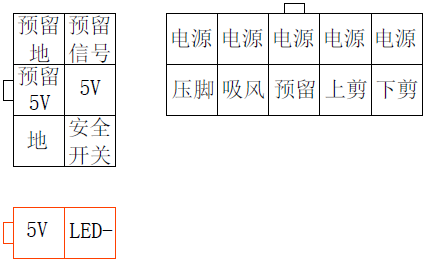 预留 预留
地 信号
预留 5V
5V
地 安全
开关
电源 电源 电源 电源 电源
压脚 吸风 预留 上剪 下剪
5V LED-